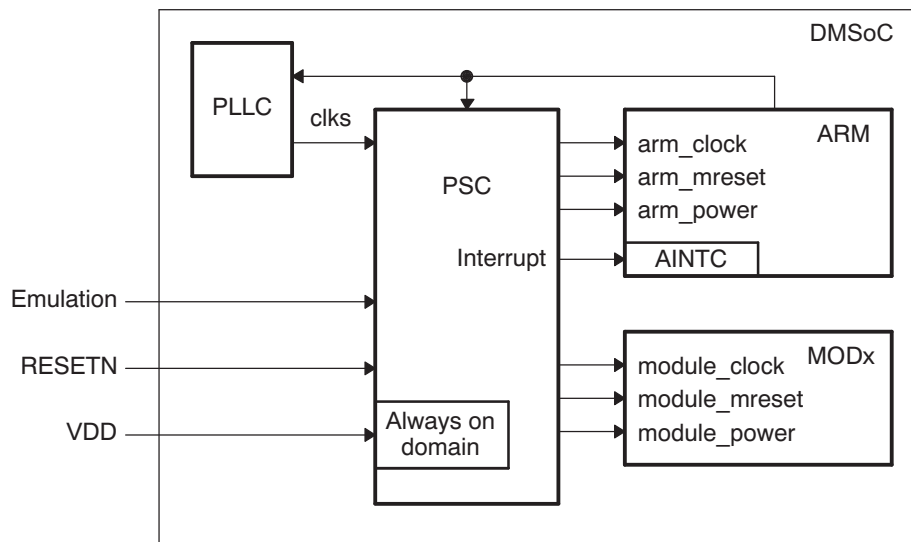 DMSoC
PLLC
clks
PSC
ARM
arm_clock
arm_mreset
arm_power
Interrupt
AINTC
Emulation
RESETN
VDD
Always on
domain
MODx
module_clock
module_mreset
module_power